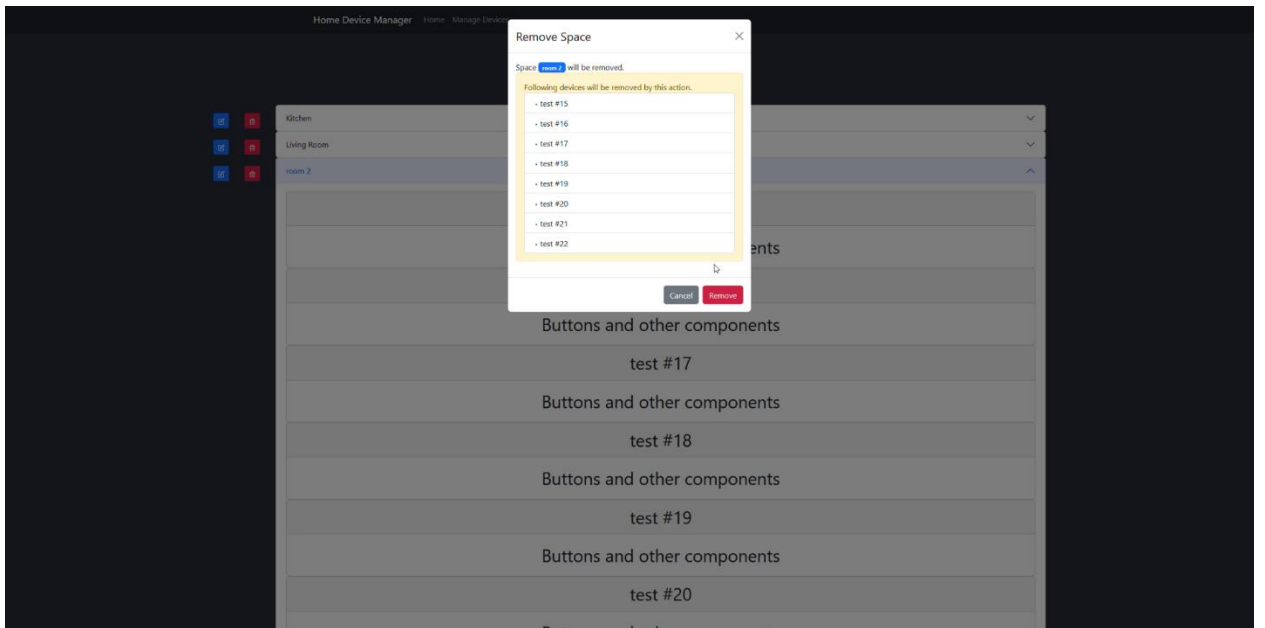 Home Device Manager Home Manage Devices
Remove Space
Space room 2 will be removed.
Following devices will be removed by this action.
• test #15
• test #16
• test #17
• test #18
• test #19
• test #20
• test #21
• test #22
Cancel Remove
Kitchen
Living Room
room 2
ents
Buttons and other components
test #17
Buttons and other components
test #18
Buttons and other components
test #19
Buttons and other components
test #20